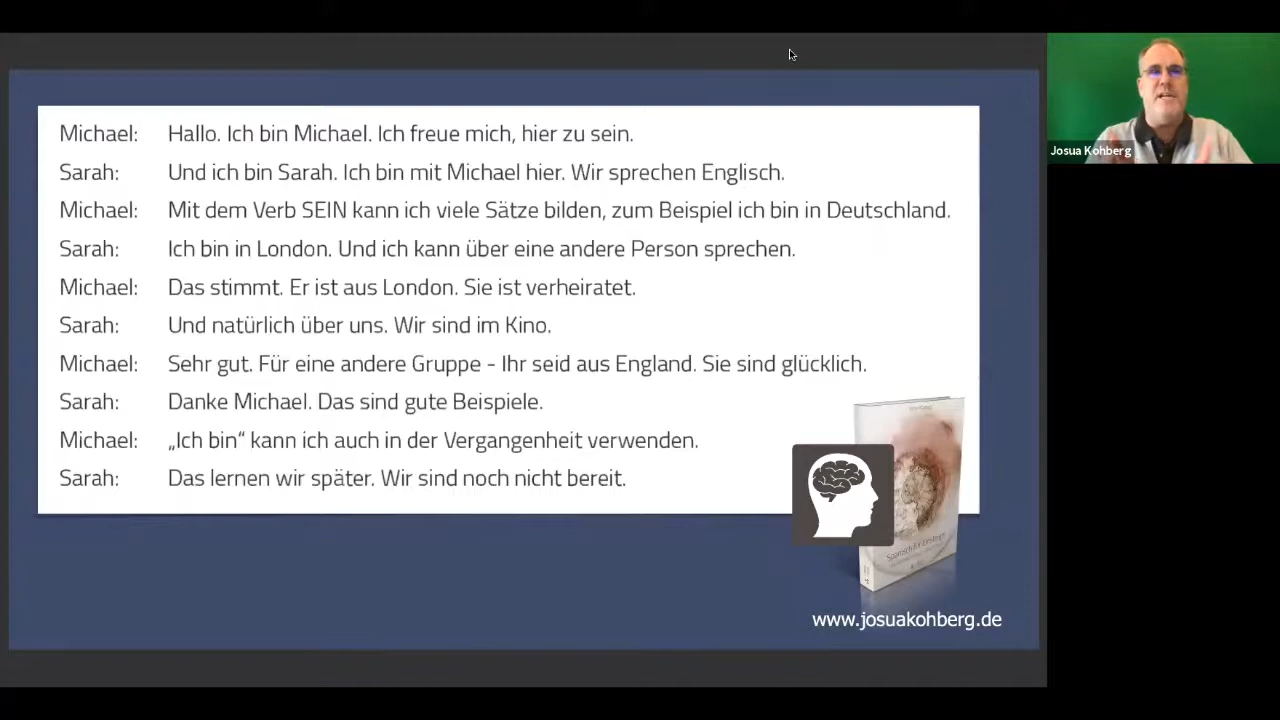 Michael: Hallo. Ich bin Michael. Ich freue mich, hier zu sein.
Sarah: Und ich bin Sarah. Ich bin mit Michael hier. Wir sprechen Englisch.
Michael: Mit dem Verb SEIN kann ich viele Sätze bilden, zum Beispiel ich bin in Deutschland.
Sarah: Ich bin in London. Und ich kann über eine andere Person sprechen.
Michael: Das stimmt. Er ist aus London. Sie ist verheiratet.
Sarah: Und natürlich über uns. Wir sind im Kino.
Michael: Sehr gut. Für eine andere Gruppe - Ihr seid aus England. Sie sind glücklich.
Sarah: Danke Michael. Das sind gute Beispiele.
Michael: „Ich bin“ kann ich auch in der Vergangenheit verwenden.
Sarah: Das lernen wir später. Wir sind noch nicht bereit.
Spanisch für Einsteiger
www.josuakohberg.de
Josua Kohberg